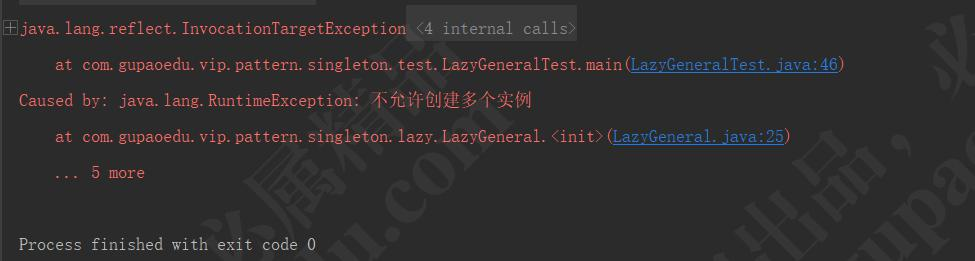 java.lang.reflect.InvocationTargetException <4 internal calls>
at com.gupaoedu.vip.pattern.singleton.test.LazyGeneralTest.main(LazyGeneralTest.java:46)
Caused by: java.lang.RuntimeException: 不允许创建多个实例
at com.gupaoedu.vip.pattern.singleton.lazy.LazyGeneral.<init>(LazyGeneral.java:25)
... 5 more
Process finished with exit code 0